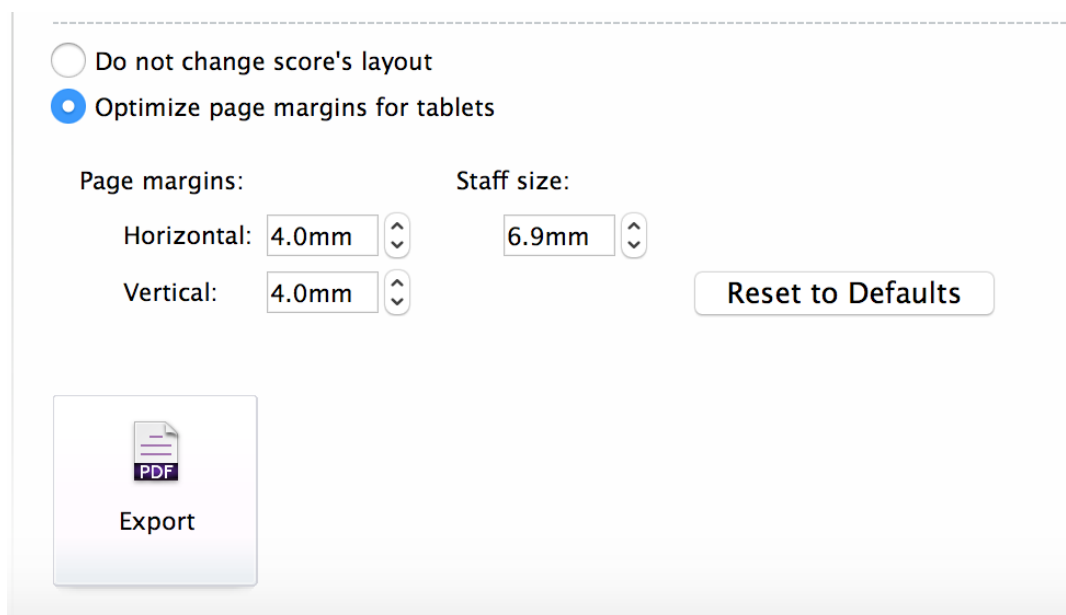 Do not change score's layout
Optimize page margins for tablets
Page margins: Staff size:
Horizontal: 4.0mm 6.9mm
Vertical: 4.0mm Reset to Defaults
PDF
Export